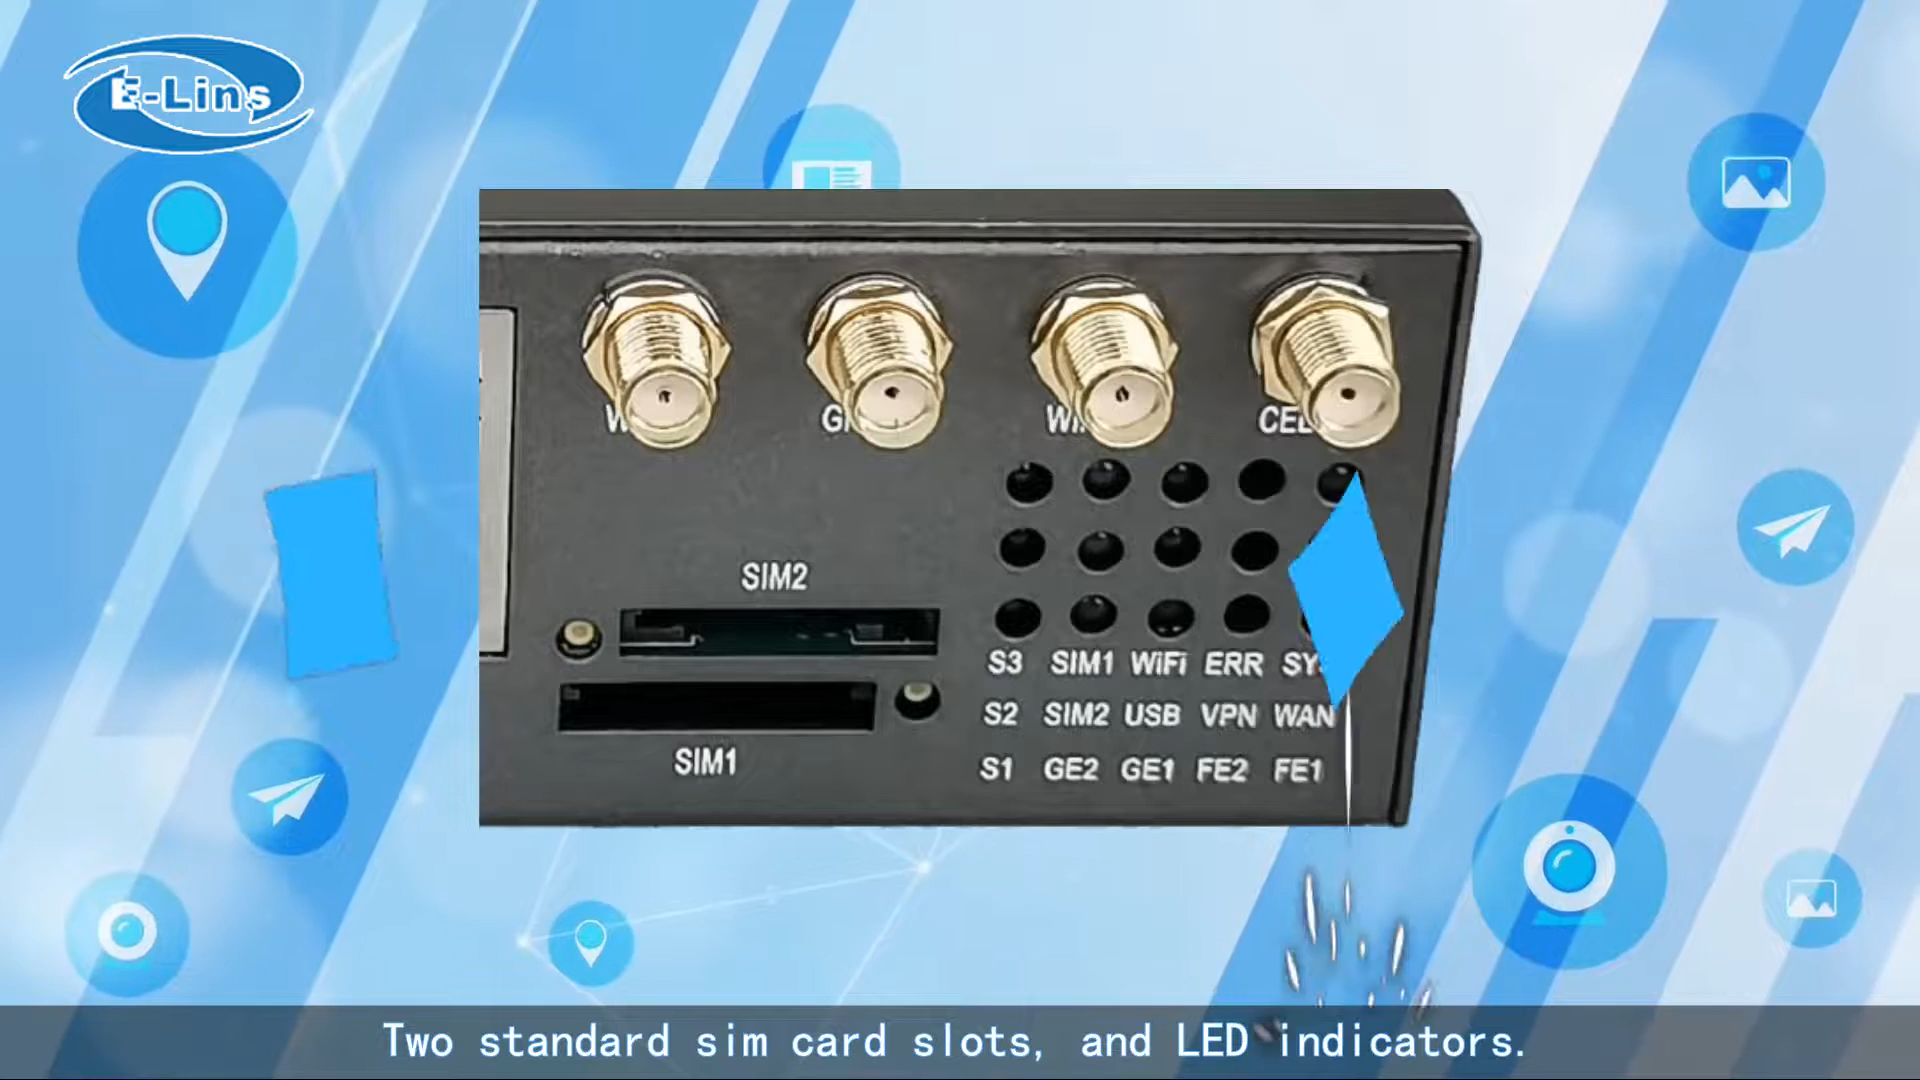 E-Lins
SIM2
SIM1
S3 SIM1 WiFi ERR
S2 SIM2 USB VPN WAN
S1 GE2 GE1 FE2 FE1
Two standard sim card slots, and LED indicators.